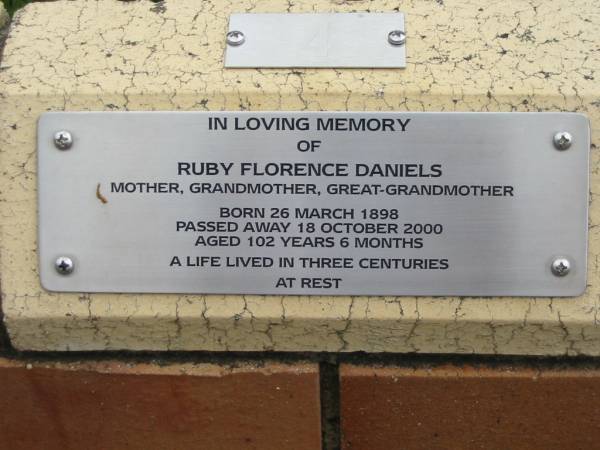 IN LOVING MEMORY
OF
RUBY FLORENCE DANIELS
MOTHER, GRANDMOTHER, GREAT-GRANDMOTHER
BORN 26 MARCH 1898
PASSED AWAY 18 OCTOBER 2000
AGED 102 YEARS 6 MONTHS
A LIFE LIVED IN THREE CENTURIES
AT REST